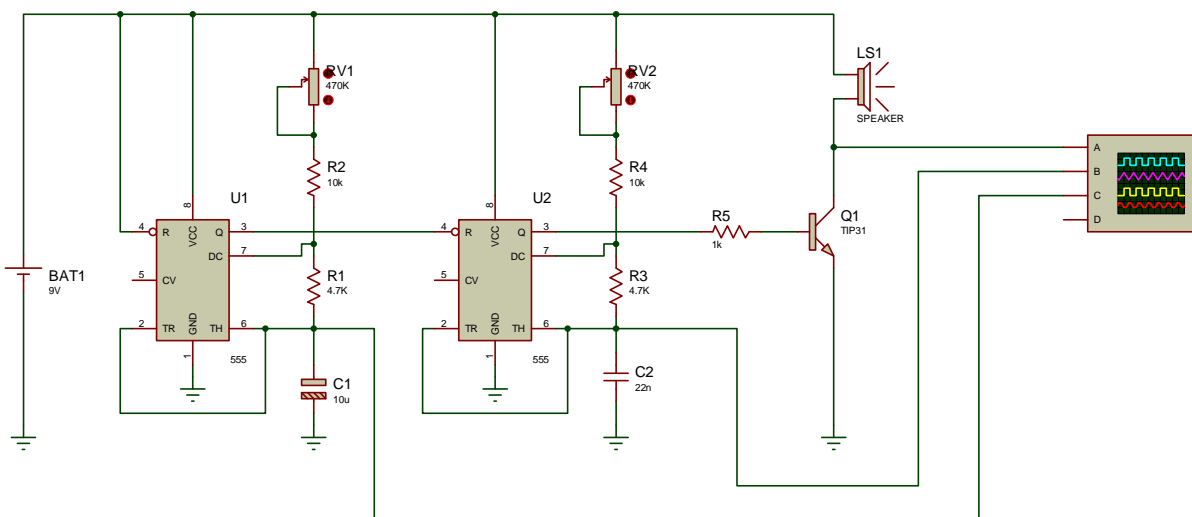 LS1
SPEAKER
RV1
470K
RV2
470K
A
B
C
D
R2
10k
R4
10k
U1
U2
8
VCC
4
R
Q
3
8
VCC
4
R
Q
3
R5
1k
Q1
TIP31
DC
7
DC
7
BAT1
9V
5
CV
R1
4.7K
5
CV
R3
4.7K
2
TR
GND
TH
6
2
TR
GND
TH
6
1
555
1
555
C1
10u
C2
22n